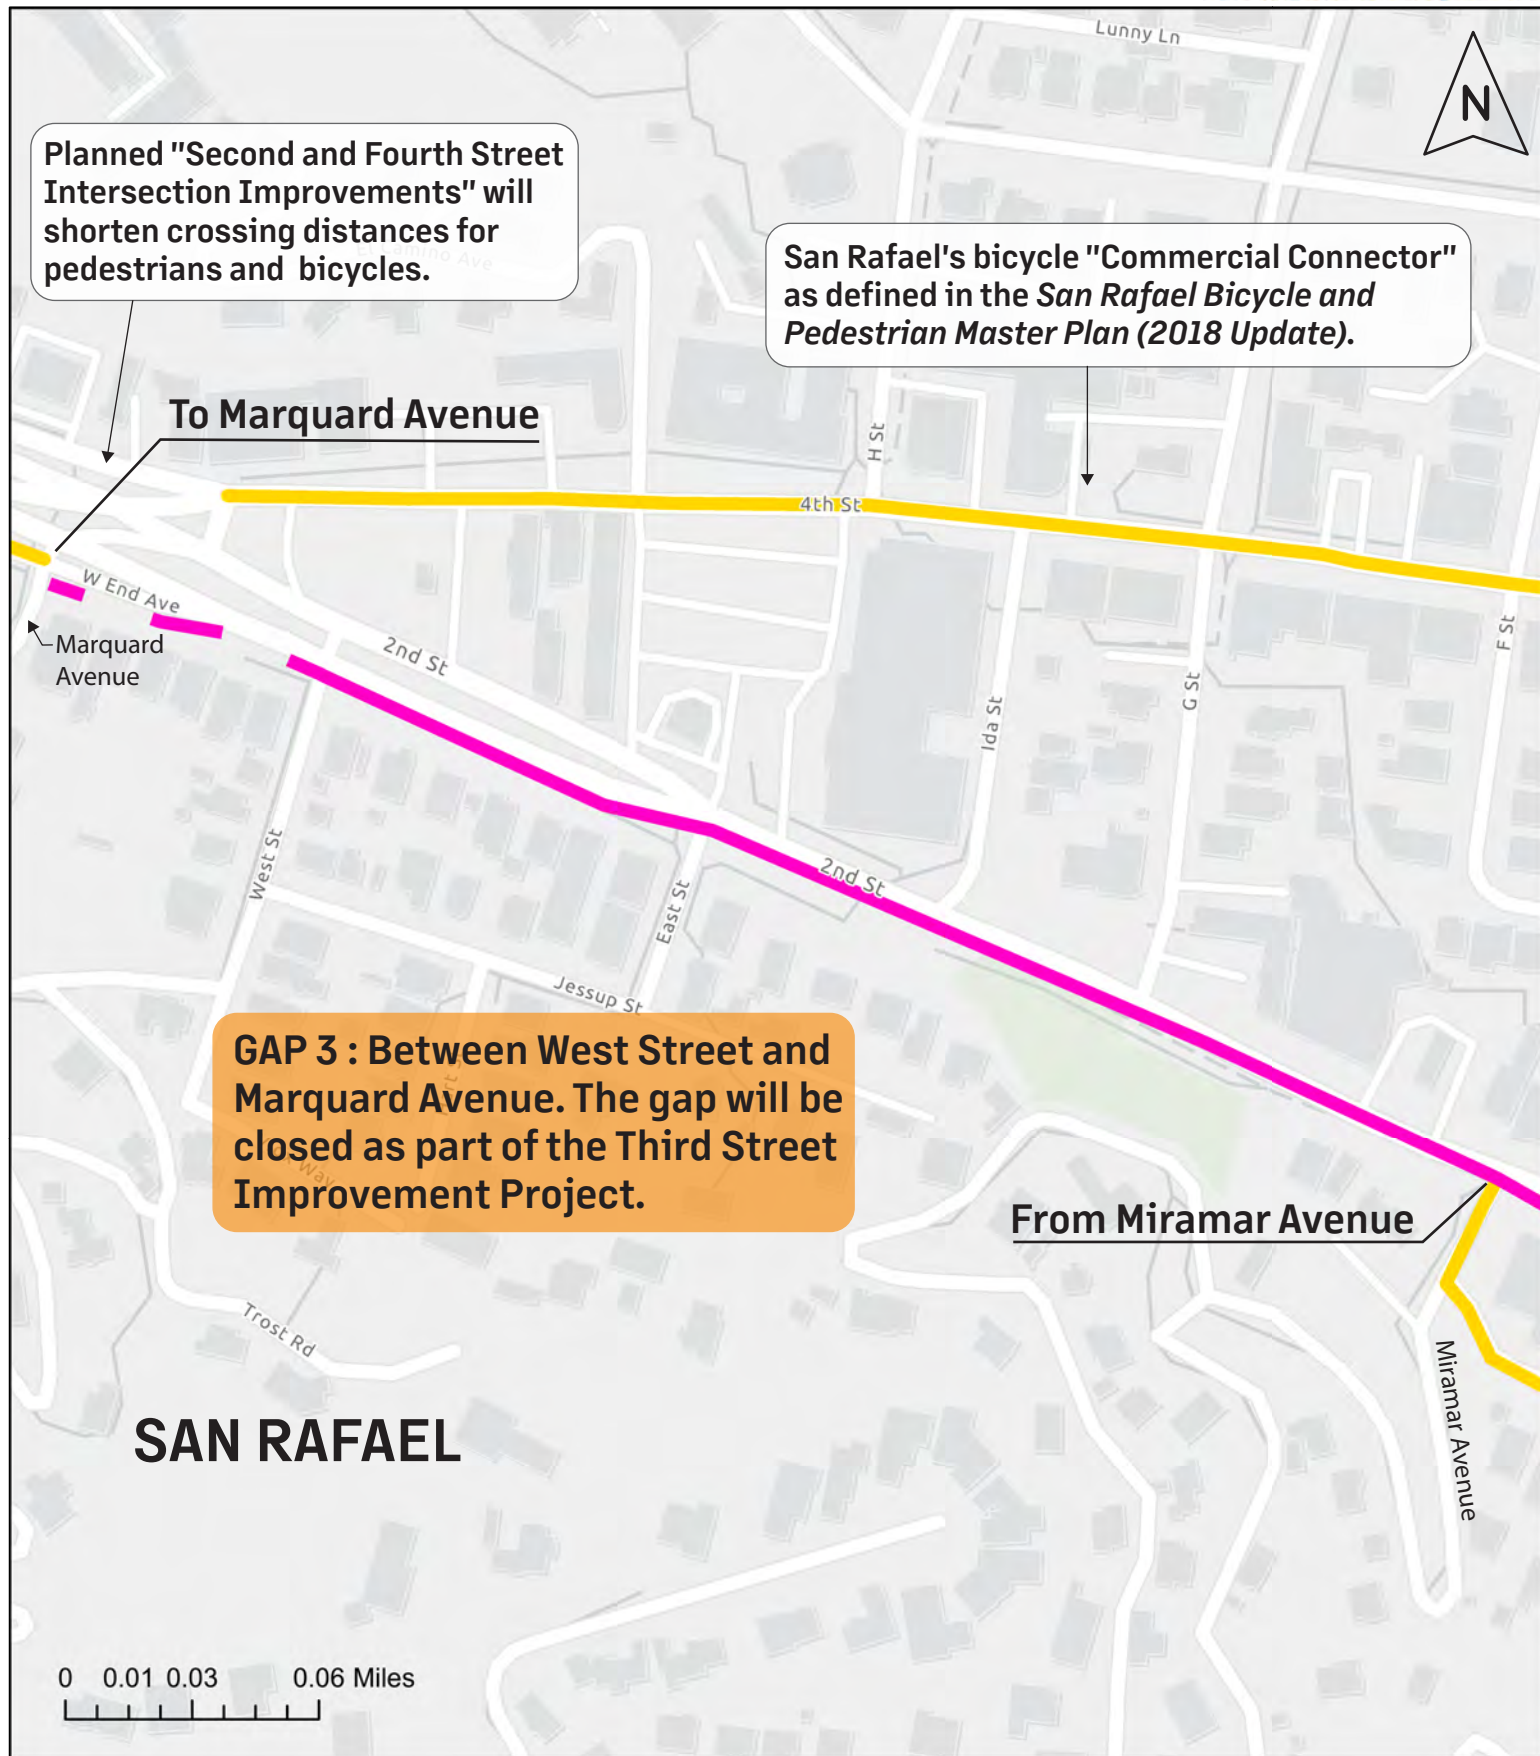 Lunny Ln
N
Planned "Second and Fourth Street
Intersection Improvements" will
shorten crossing distances for
pedestrians and bicycles.
San Rafael's bicycle "Commercial Connector"
as defined in the San Rafael Bicycle and
Pedestrian Master Plan (2018 Update).
To Marquard Avenue
H St
4th St
W End Ave
Marquard
Avenue
2nd St
F St
G St
Ida St
West St
2nd St
East St
Jessup St
GAP 3 : Between West Street and
Marquard Avenue. The gap will be
closed as part of the Third Street
Improvement Project.
From Miramar Avenue
Trost Rd
Miramar Avenue
SAN RAFAEL
0 0.01 0.03 0.06 Miles